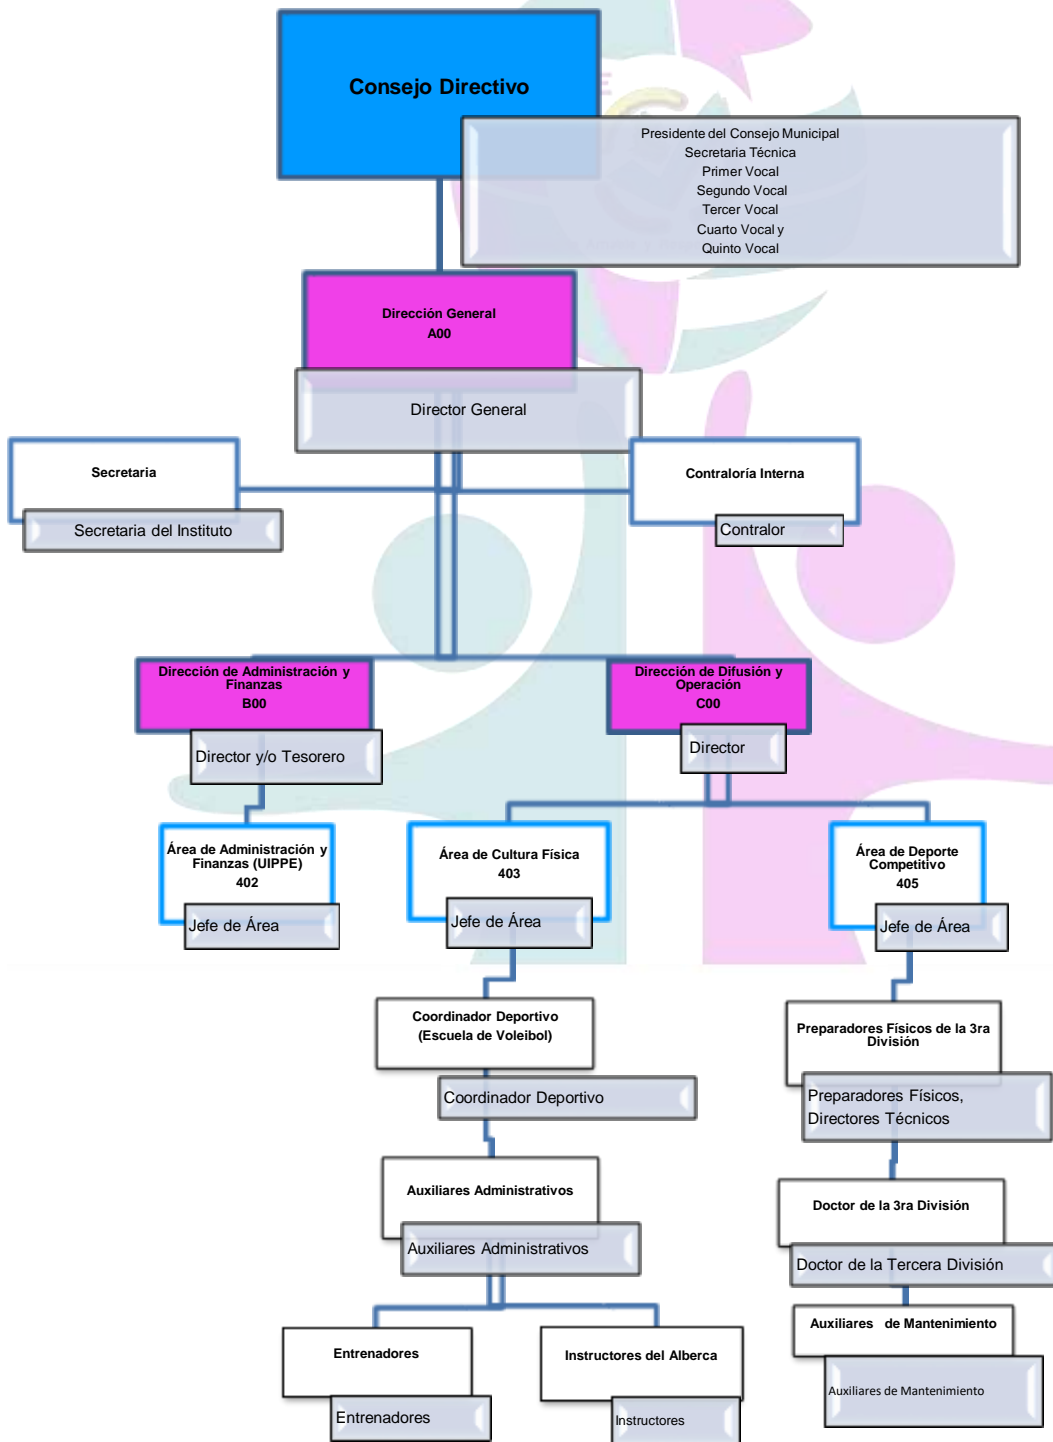 Consejo Directivo
Presidente del Consejo Municipal
Secretaria Técnica
Primer Vocal
Segundo Vocal
Tercer Vocal
Cuarto Vocal y
Quinto Vocal
Dirección General
A00
Director General
Secretaria
Secretaria del Instituto
Contraloría Interna
Contralor
Dirección de Administración y
Finanzas
B00
Director y/o Tesorero
Dirección de Difusión y
Operación
C00
Director
Área de Administración y
Finanzas (UIPPE)
402
Jefe de Área
Área de Cultura Física
403
Jefe de Área
Área de Deporte
Competitivo
405
Jefe de Área
Coordinador Deportivo
(Escuela de Voleibol)
Coordinador Deportivo
Preparadores Físicos de la 3ra
División
Preparadores Físicos,
Directores Técnicos
Auxiliares Administrativos
Auxiliares Administrativos
Doctor de la 3ra División
Doctor de la Tercera División
Entrenadores
Entrenadores
Instructores del Alberca
Instructores
Auxiliares de Mantenimiento
Auxiliares de Mantenimiento